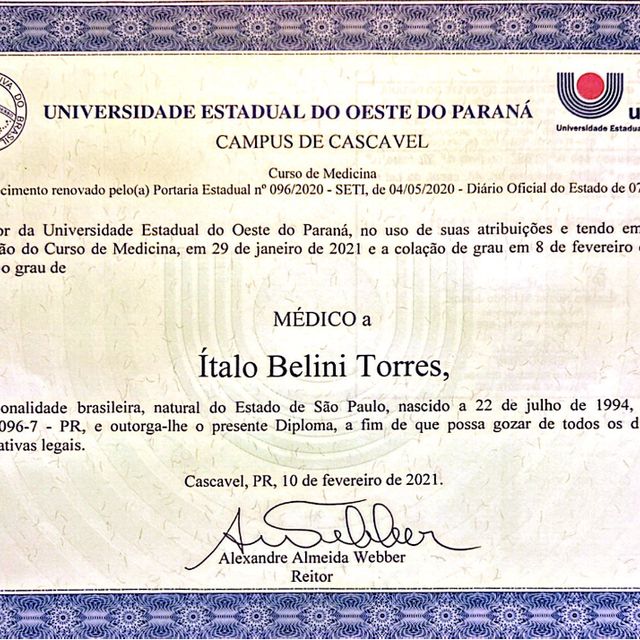 UNIVERSIDADE ESTADUAL DO OESTE DO PARANÁ
CAMPUS DE CASCAVEL
Universidade Estadua
Curso de Medicina
cimento renovado pelo(a) Portaria Estadual nº 096/2020 - SETI, de 04/05/2020 - Diário Oficial do Estado de 07
or da Universidade Estadual do Oeste do Paraná, no uso de suas atribuições e tendo em
ão do Curso de Medicina, em 29 de janeiro de 2021 e a colação de grau em 8 de fevereiro
o grau de
MÉDICO a
Ítalo Belini Torres,
onalidade brasileira, natural do Estado de São Paulo, nascido a 22 de julho de 1994,
096-7 - PR, e outorga-lhe o presente Diploma, a fim de que possa gozar de todos os d
ativas legais.
Cascavel, PR, 10 de fevereiro de 2021.
Alexandre Almeida Webber
Reitor